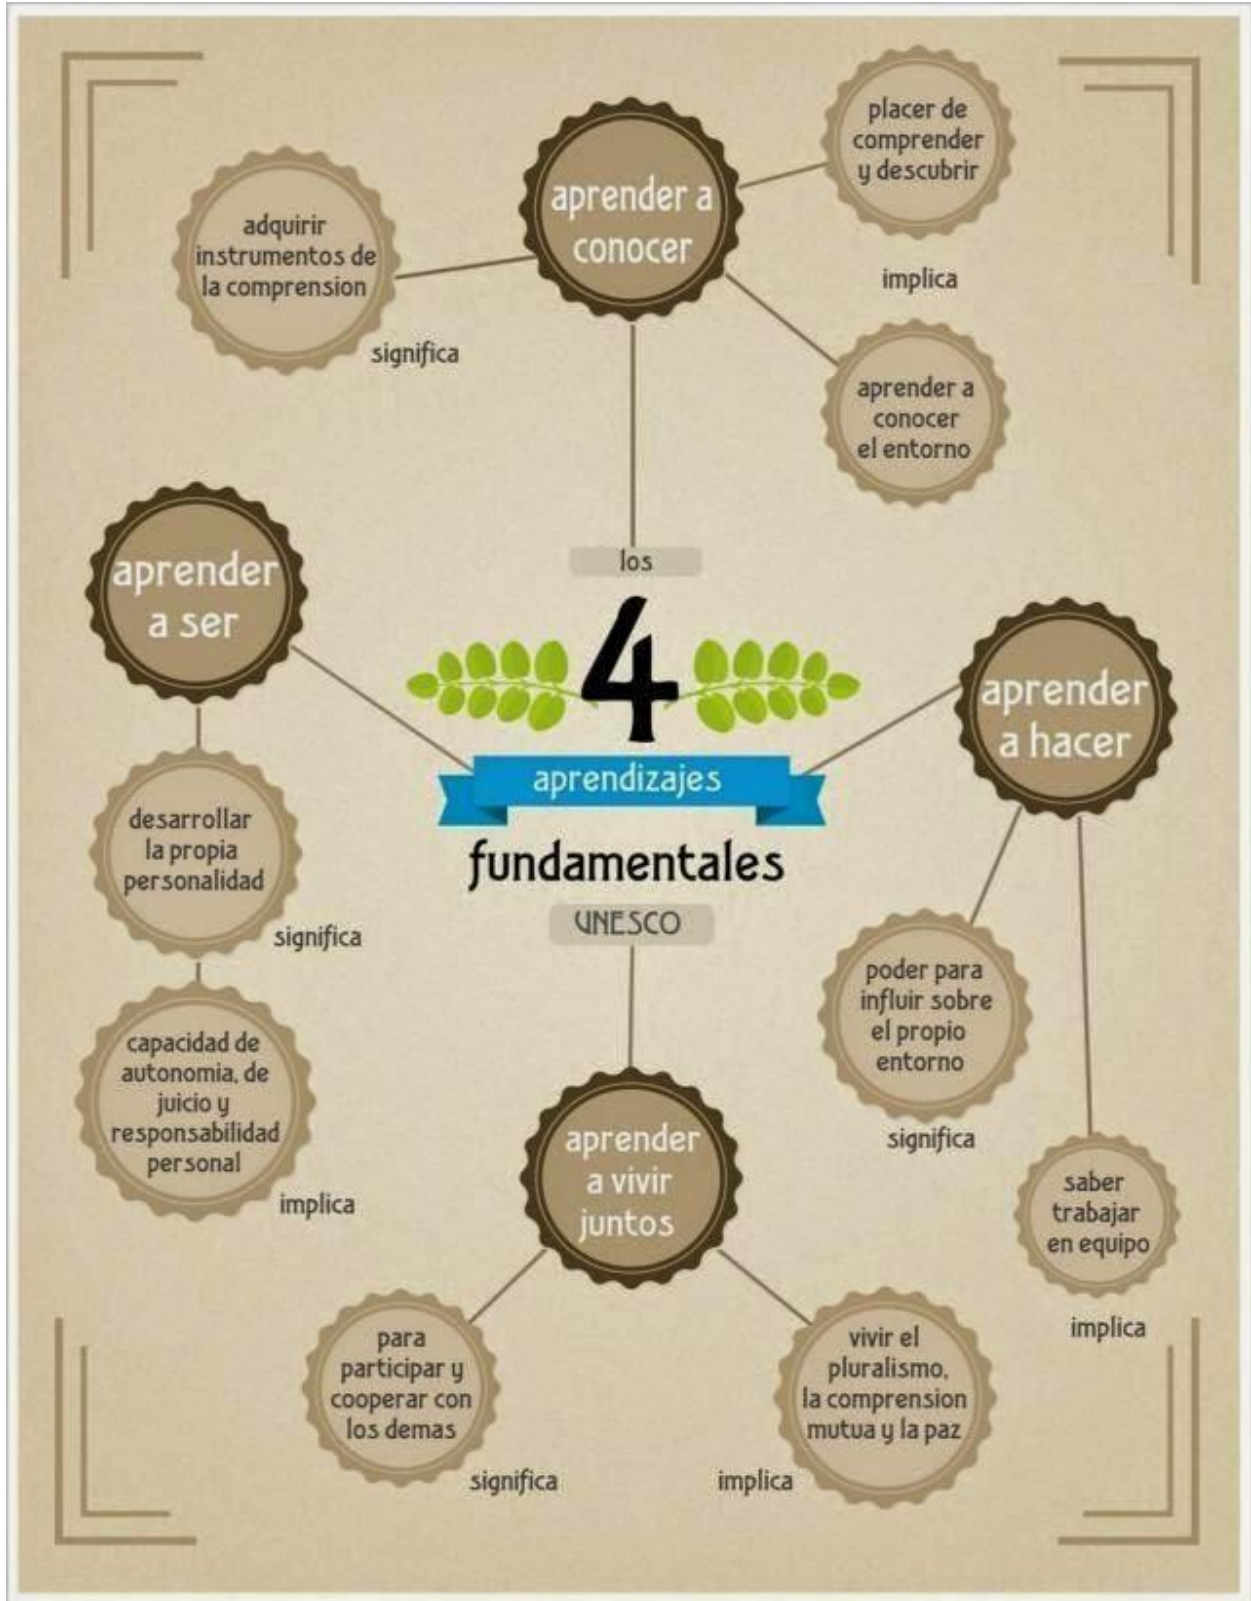 placer de
comprender
y descubrir
aprender a
conocer
adquirir
instrumentos de
la comprension
implica
significa
aprender a
conocer
el entorno
los
4
aprendizajes
fundamentales
UNESCO
aprender
a ser
desarrollar
la propia
personalidad
significa
capacidad de
autonomia, de
juicio y
responsabilidad
personal
implica
aprender
a hacer
poder para
influir sobre
el propio
entorno
significa
saber
trabajar
en equipo
implica
aprender
a vivir
juntos
para
participar y
cooperar con
los demas
significa
vivir el
pluralismo,
la comprension
mutua y la paz
implica